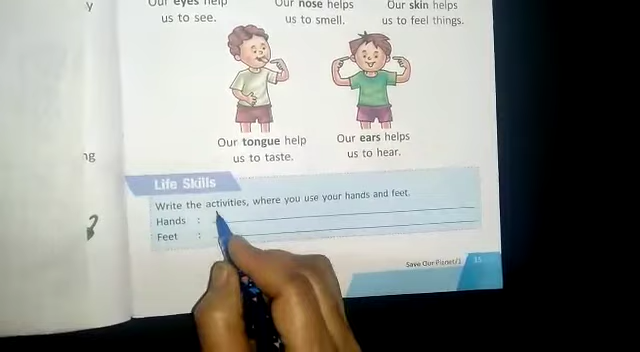 y
Our eyes help
us to see.
Our nose helps
us to smell.
Our skin helps
us to feel things.
Our tongue help
us to taste.
Our ears helps
us to hear.
ng
Life Skills
Write the activities, where you use your hands and feet.
Hands :
Feet :
?
Save Our Planet/1 15